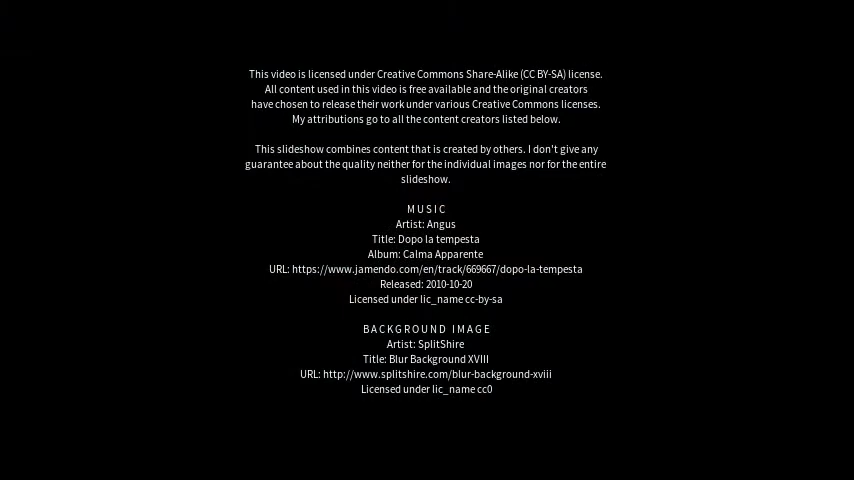 This video is licensed under Creative Commons Share-Alike (CC BY-SA) license.
All content used in this video is free available and the original creators
have chosen to release their work under various Creative Commons licenses.
My attributions go to all the content creators listed below.
This slideshow combines content that is created by others. I don't give any
guarantee about the quality neither for the individual images nor for the entire
slideshow.
MUSIC
Artist: Angus
Title: Dopo la tempesta
Album: Calma Apparente
URL: https://www.jamendo.com/en/track/669667/dopo-la-tempesta
Released: 2010-10-20
Licensed under lic_name cc-by-sa
BACKGROUND IMAGE
Artist: SplitShire
Title: Blur Background XVIII
URL: http://www.splitshire.com/blur-background-xviii
Licensed under lic_name cc0